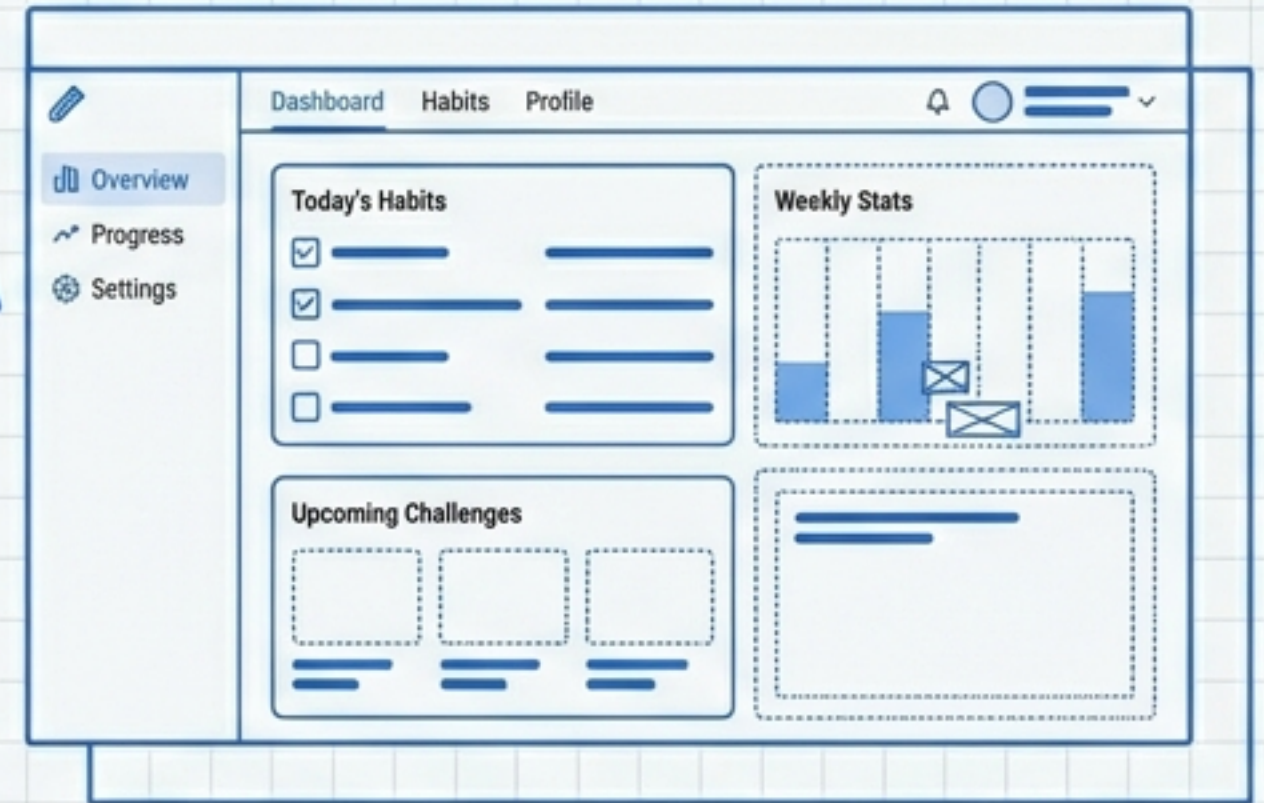 Dashboard Habits Profile
Overview
Progress
Settings
Today's Habits
Weekly Stats
Upcoming Challenges